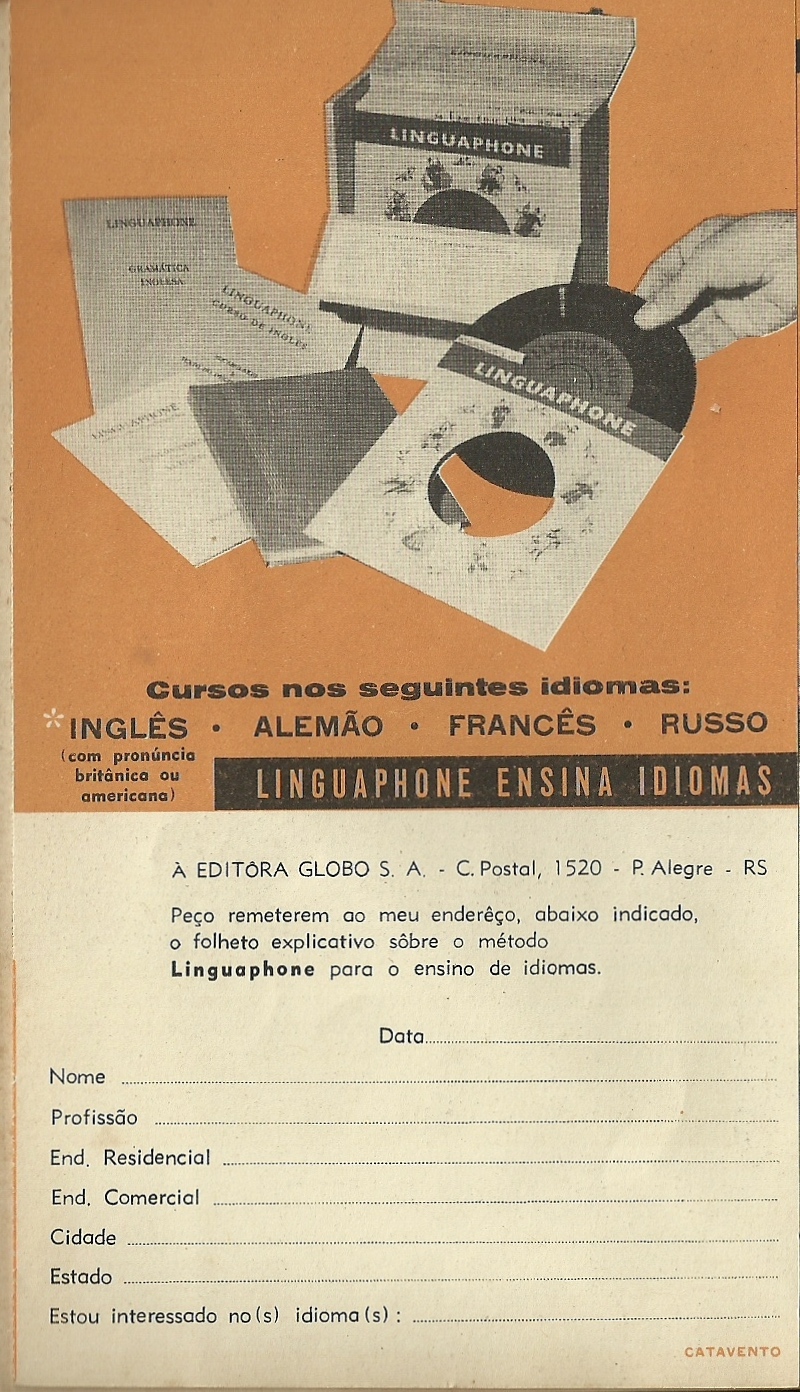 LINGUAPHONE
LINGUAPHONE
LINGUAPHONE
GRAMÁTICA
INGLESA
LINGUAPHONE
CURSO DE INGLÊS
LINGUAPHONE
LINGUAPHONE
Cursos nos seguintes idiomas:
*INGLÊS • ALEMÃO • FRANCÊS • RUSSO
(com pronúncia
britânica ou
americana)
LINGUAPHONE ENSINA IDIOMAS
À EDITÔRA GLOBO S. A. - C. Postal, 1520 - P. Alegre - RS
Peço remeterem ao meu enderêço, abaixo indicado,
o folheto explicativo sôbre o método
Linguaphone para o ensino de idiomas.
Data
Nome
Profissão
End. Residencial
End. Comercial
Cidade
Estado
Estou interessado no(s) idioma(s) :
CATAVENTO